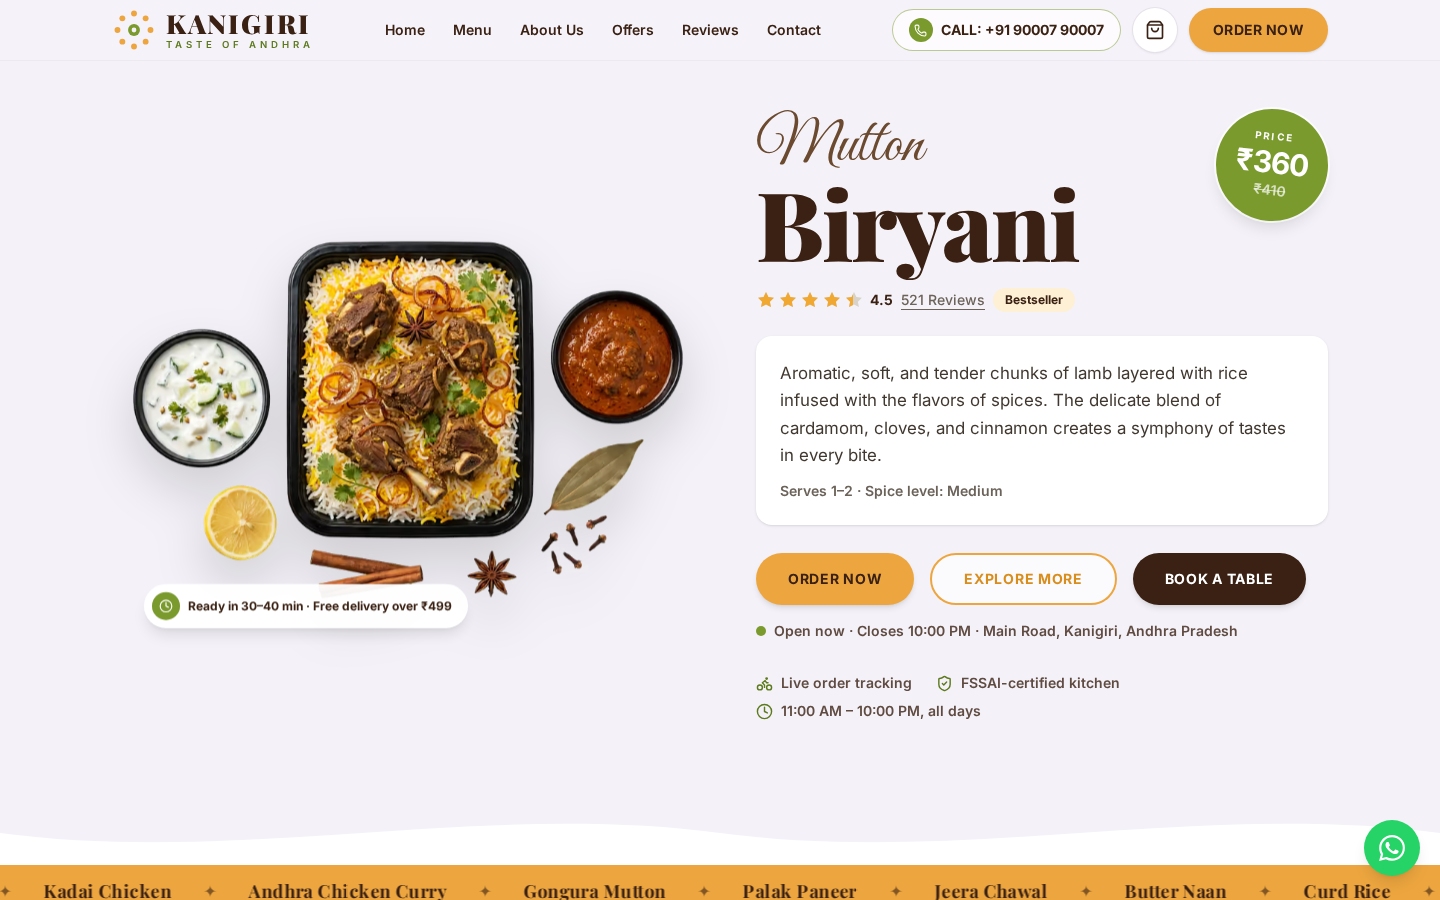 KANIGIRI
TASTE OF ANDHRA
Home Menu About Us Offers Reviews Contact
CALL: +91 90007 90007
ORDER NOW
Mutton
Biryani
PRICE
₹360
₹410
4.5 521 Reviews Bestseller
Aromatic, soft, and tender chunks of lamb layered with rice
infused with the flavors of spices. The delicate blend of
cardamom, cloves, and cinnamon creates a symphony of tastes
in every bite.
Serves 1–2 · Spice level: Medium
ORDER NOW EXPLORE MORE BOOK A TABLE
Ready in 30–40 min · Free delivery over ₹499
Open now · Closes 10:00 PM · Main Road, Kanigiri, Andhra Pradesh
Live order tracking FSSAI-certified kitchen
11:00 AM – 10:00 PM, all days
Kadai Chicken ✦ Andhra Chicken Curry ✦ Gongura Mutton ✦ Palak Paneer ✦ Jeera Chawal ✦ Butter Naan ✦ Curd Rice